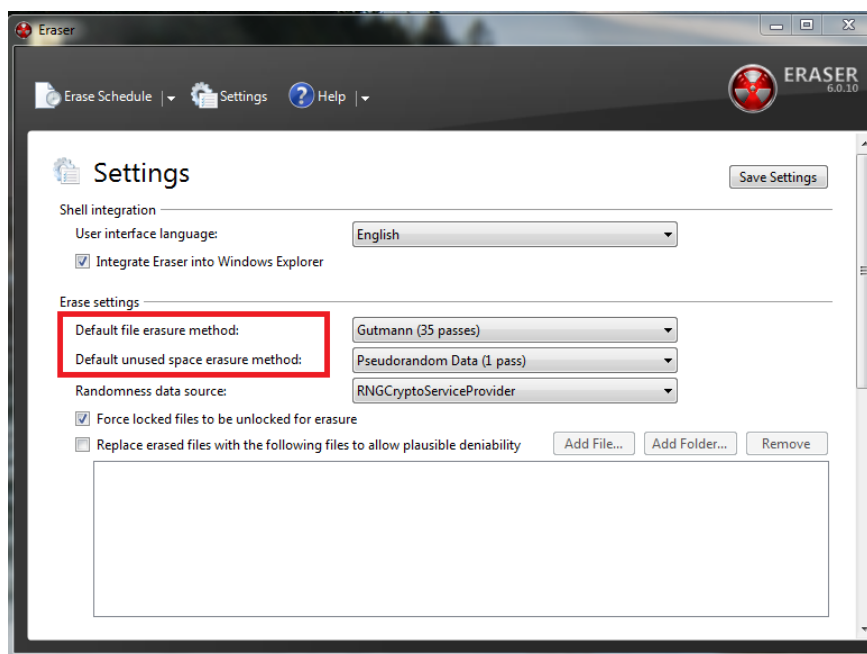 Eraser
Erase Schedule
Settings
Help
ERASER
6.0.10
Settings
Save Settings
Shell integration
User interface language: English
Integrate Eraser into Windows Explorer
Erase settings
Default file erasure method: Gutmann (35 passes)
Default unused space erasure method: Pseudorandom Data (1 pass)
Randomness data source: RNGCryptoServiceProvider
Force locked files to be unlocked for erasure
Replace erased files with the following files to allow plausible deniability Add File... Add Folder... Remove